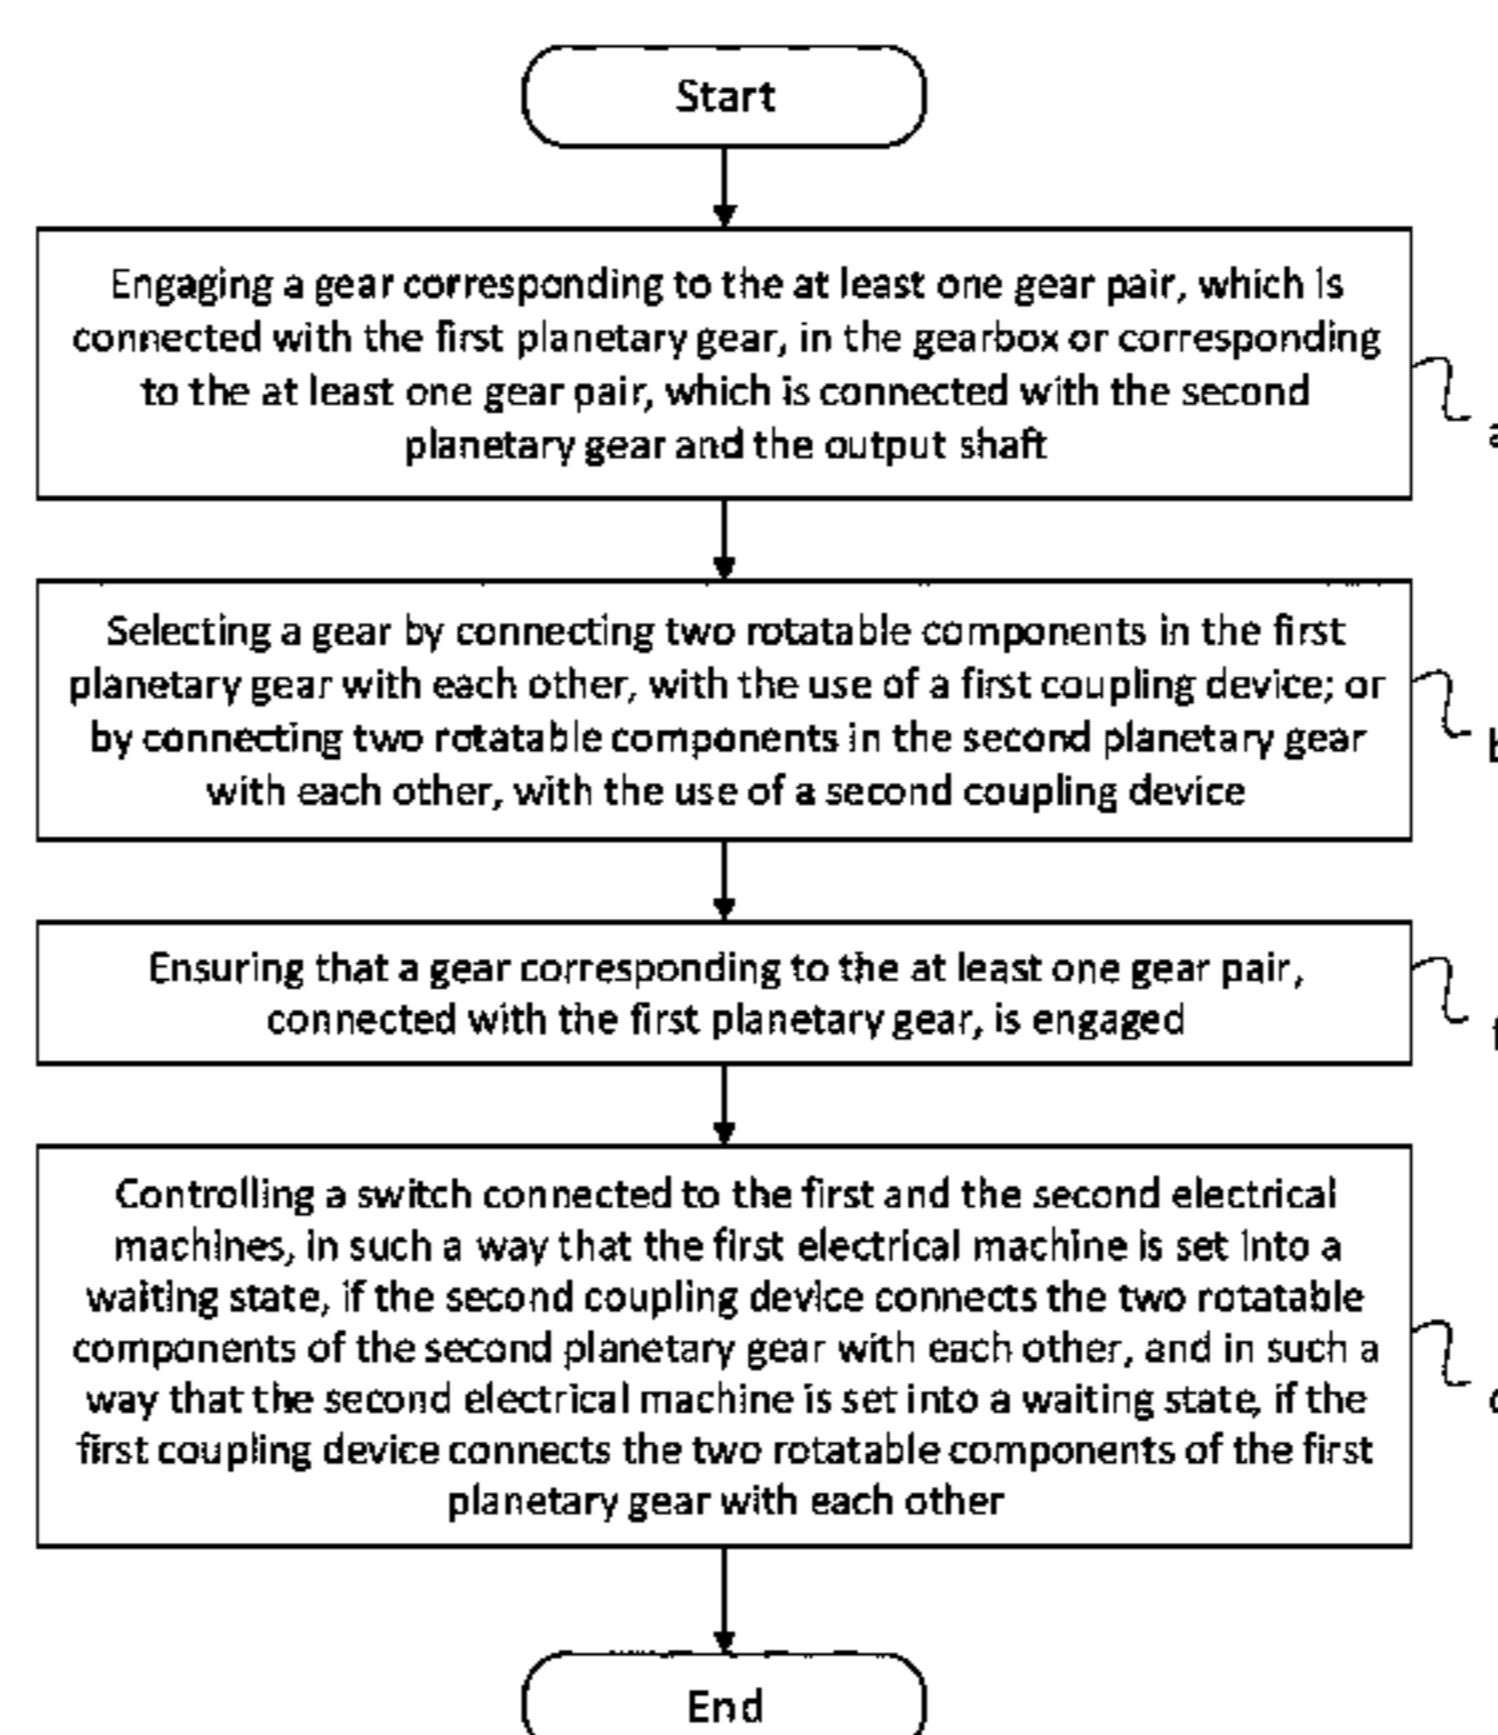 Start
Engaging a gear corresponding to the at least one gear pair, which is
connected with the first planetary gear, in the gearbox or corresponding
to the at least one gear pair, which is connected with the second
planetary gear and the output shaft
Selecting a gear by connecting two rotatable components in the first
planetary gear with each other, with the use of a first coupling device; or
by connecting two rotatable components in the second planetary gear
with each other, with the use of a second coupling device
Ensuring that a gear corresponding to the at least one gear pair,
connected with the first planetary gear, is engaged
Controlling a switch connected to the first and the second electrical
machines, in such a way that the first electrical machine is set into a
waiting state, if the second coupling device connects the two rotatable
components of the second planetary gear with each other, and in such a
way that the second electrical machine is set into a waiting state, if the
first coupling device connects the two rotatable components of the first
planetary gear with each other
End